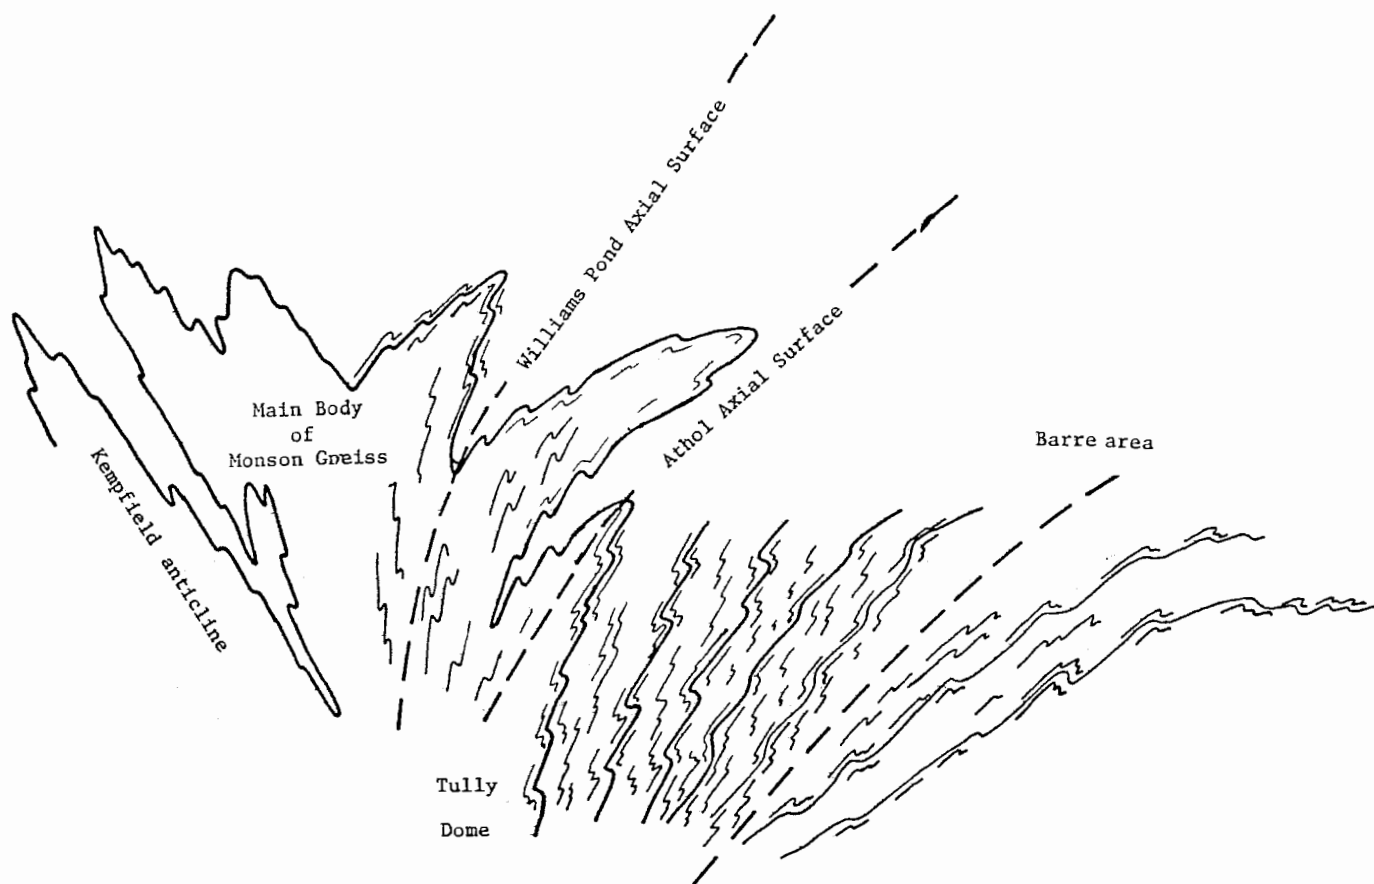 Williams Pond Axial Surface
Athol Axial Surface
Main Body
of
Monson Gneiss
Barre area
Kempfield anticline
Tully
Dome